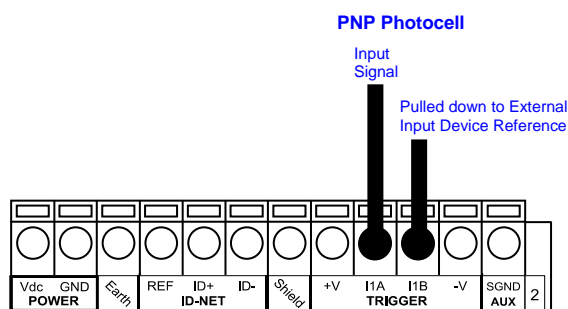 PNP Photocell
Input
Signal
Pulled down to External
Input Device Reference
Vdc GND Earth REF ID+ ID- Shield +V I1A I1B -V SGND 2
POWER ID-NET TRIGGER AUX